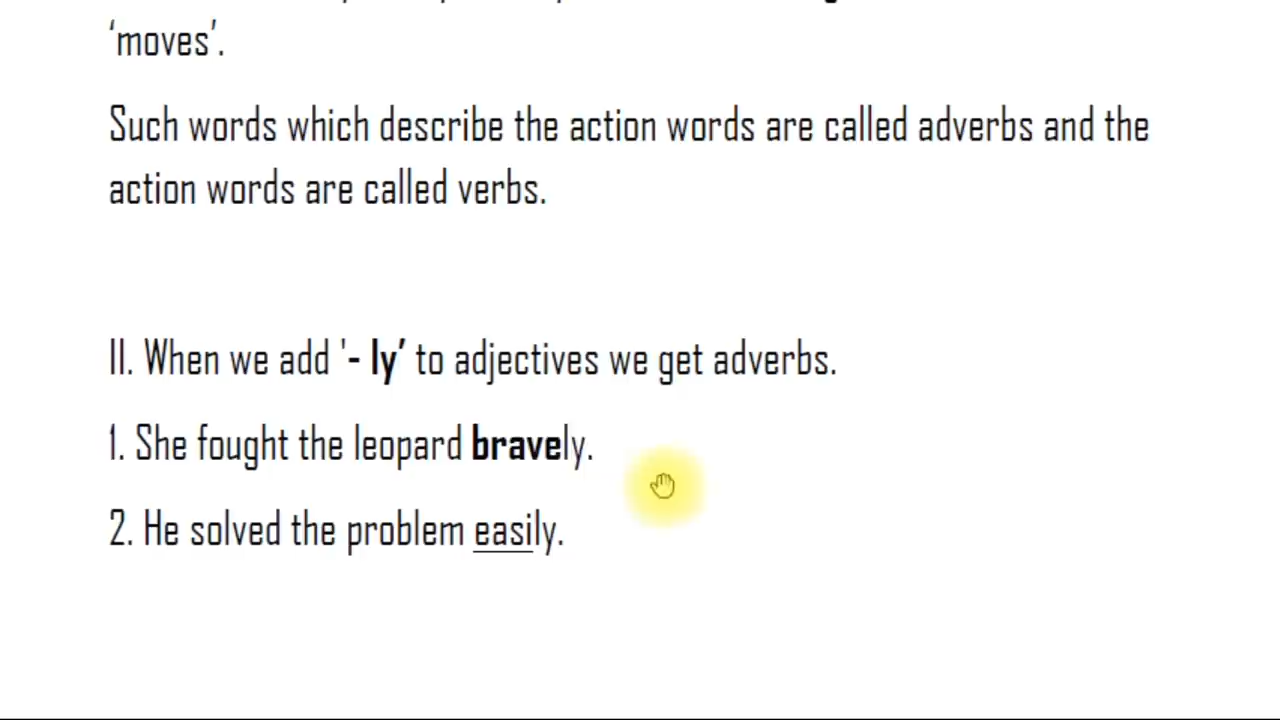 ‘moves’.
Such words which describe the action words are called adverbs and the
action words are called verbs.
II. When we add '- ly’ to adjectives we get adverbs.
1. She fought the leopard bravely.
2. He solved the problem easily.